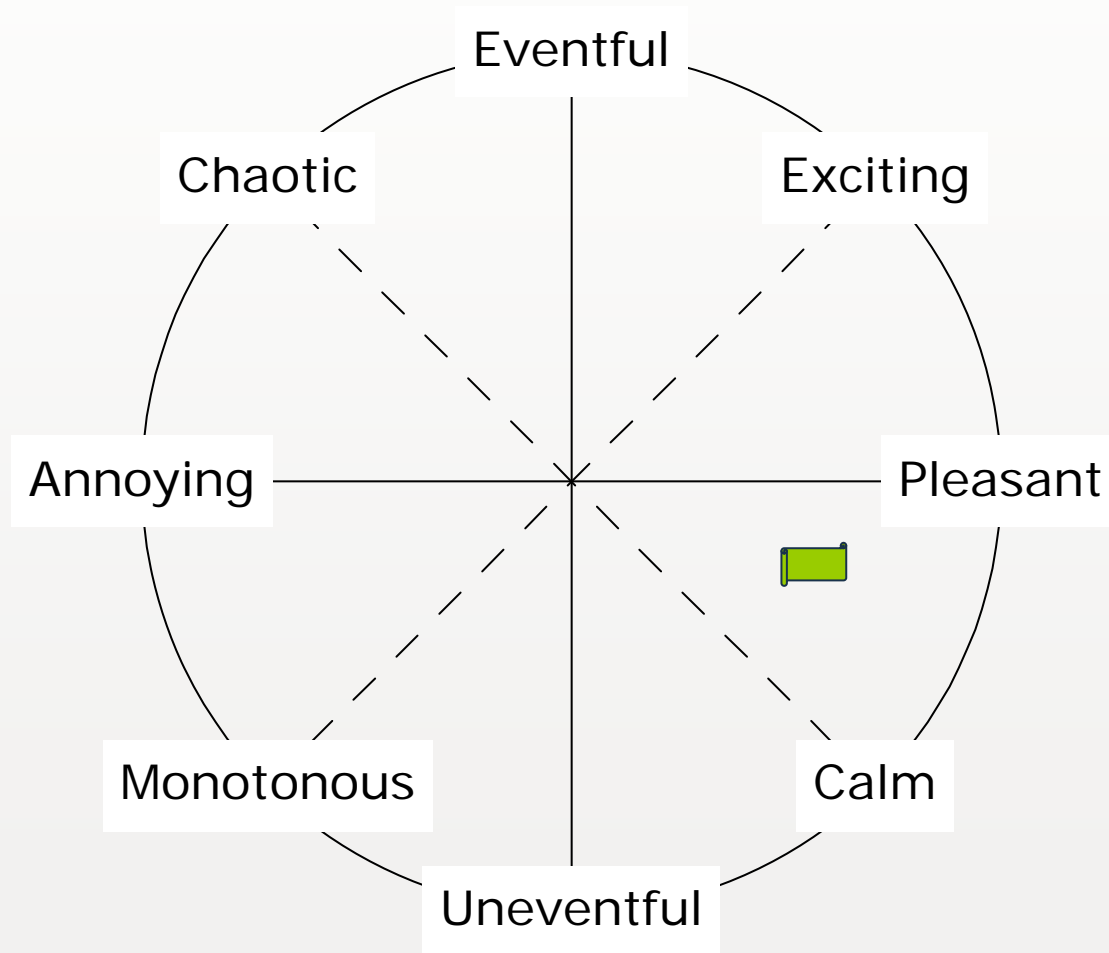 Eventful
Chaotic
Exciting
Annoying
Pleasant
Monotonous
Calm
Uneventful